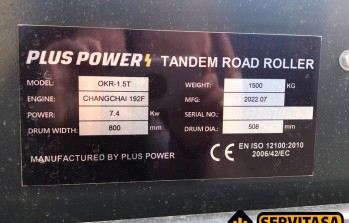 PLUS POWER TANDEM ROAD ROLLER
MODEL: OKR-1.5T WEIGHT: 1500 KG
ENGINE: CHANGCHAI 192F MFG: 2022.07
POWER: 7.4 Kw SERIAL NO.
DRUM WIDTH: 800 mm DRUM DIA.: 508 mm
MANUFACTURED BY PLUS POWER CE EN ISO 12100:2010
2006/42/EC
SERVITASA